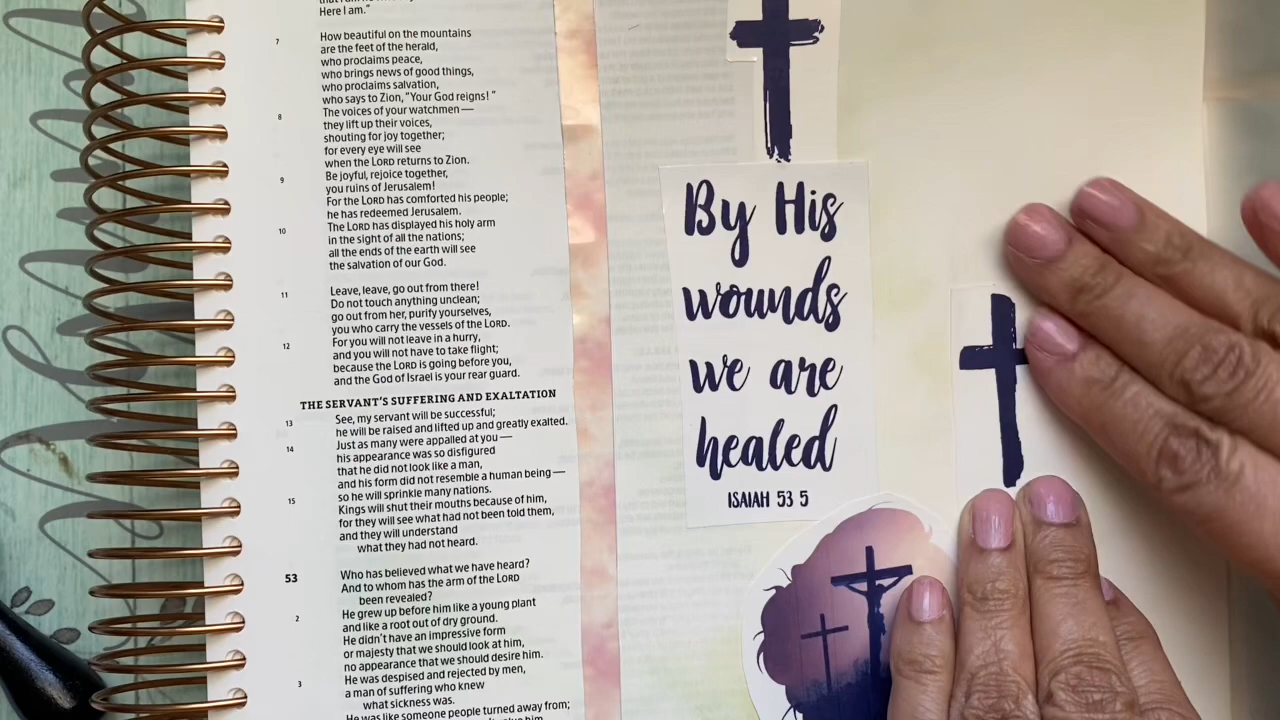 Here I am."
7 How beautiful on the mountains
are the feet of the herald,
who proclaims peace,
who brings news of good things,
who proclaims salvation,
who says to Zion, "Your God reigns! "
8 The voices of your watchmen —
they lift up their voices,
shouting for joy together;
for every eye will see
when the LORD returns to Zion.
9 Be joyful, rejoice together,
you ruins of Jerusalem!
For the LORD has comforted his people;
he has redeemed Jerusalem.
10 The LORD has displayed his holy arm
in the sight of all the nations;
all the ends of the earth will see
the salvation of our God.
11 Leave, leave, go out from there!
Do not touch anything unclean;
go out from her, purify yourselves,
you who carry the vessels of the LORD.
12 For you will not leave in a hurry,
and you will not have to take flight;
because the LORD is going before you,
and the God of Israel is your rear guard.
THE SERVANT'S SUFFERING AND EXALTATION
13 See, my servant will be successful;
he will be raised and lifted up and greatly exalted.
14 Just as many were appalled at you —
his appearance was so disfigured
that he did not look like a man,
and his form did not resemble a human being —
15 so he will sprinkle many nations.
Kings will shut their mouths because of him,
for they will see what had not been told them,
and they will understand
what they had not heard.
53 Who has believed what we have heard?
And to whom has the arm of the LORD
been revealed?
2 He grew up before him like a young plant
and like a root out of dry ground.
He didn't have an impressive form
or majesty that we should look at him,
no appearance that we should desire him.
3 He was despised and rejected by men,
a man of suffering who knew
what sickness was.
He was like someone people turned away from;
By His
wounds
we are
healed
ISAIAH 53 5